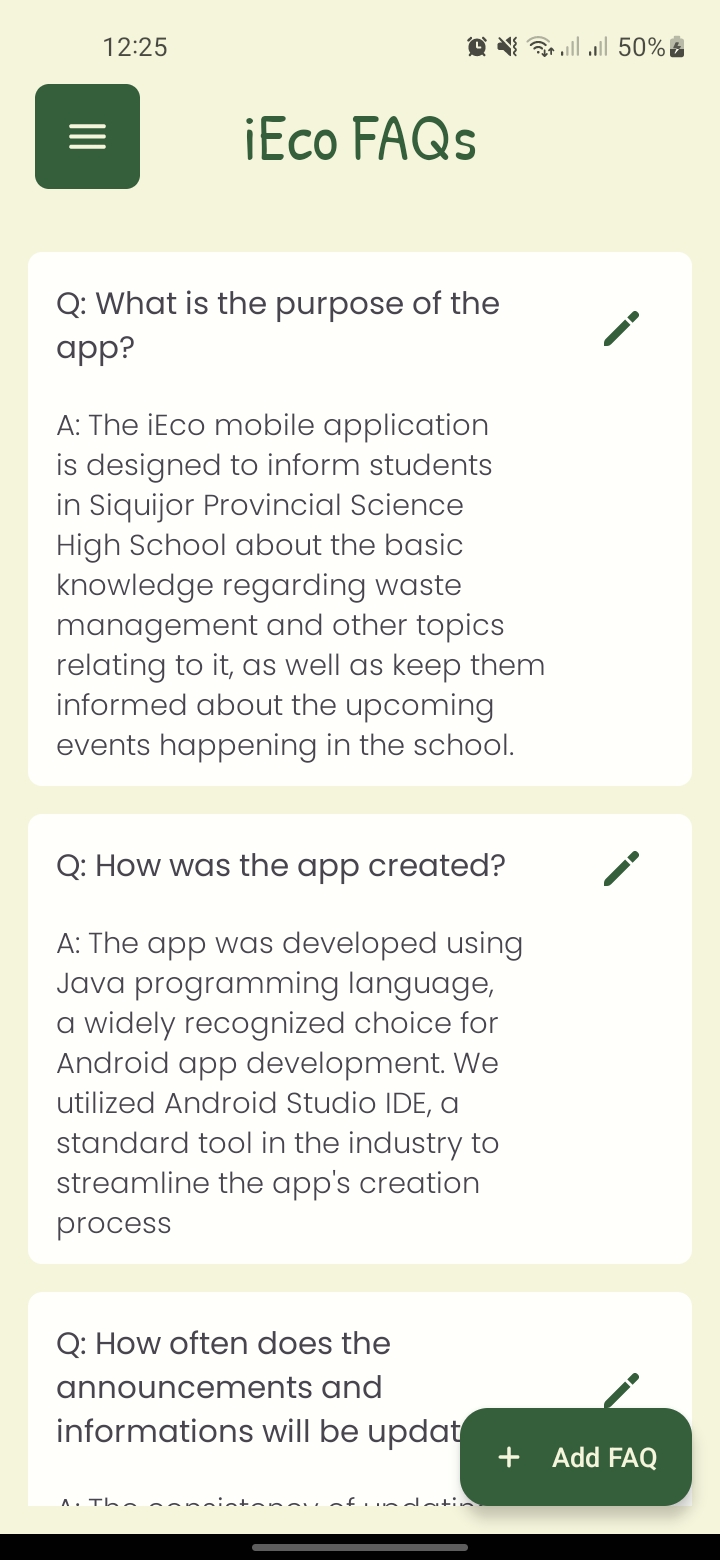 12:25
50%
iEco FAQs
Q: What is the purpose of the
app?
A: The iEco mobile application
is designed to inform students
in Siquijor Provincial Science
High School about the basic
knowledge regarding waste
management and other topics
relating to it, as well as keep them
informed about the upcoming
events happening in the school.
Q: How was the app created?
A: The app was developed using
Java programming language,
a widely recognized choice for
Android app development. We
utilized Android Studio IDE, a
standard tool in the industry to
streamline the app's creation
process
Q: How often does the
announcements and
informations will be updat
+ Add FAQ
A: The consistency of updatin